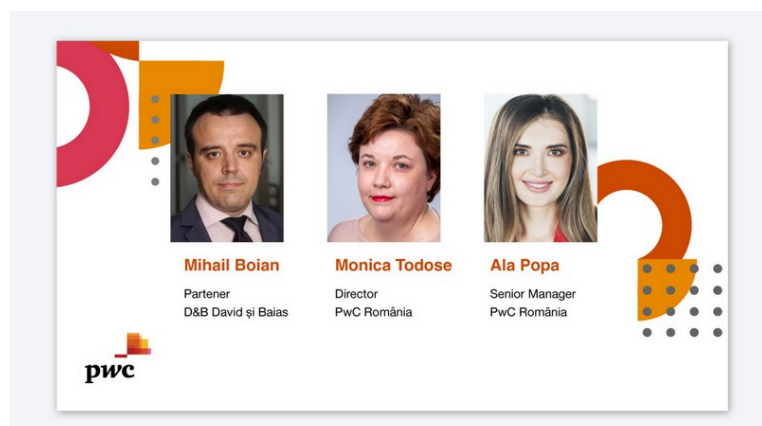 Mihail Boian
Partener
D&B David și Baias
Monica Todose
Director
PwC România
Ala Popa
Senior Manager
PwC România
pwc